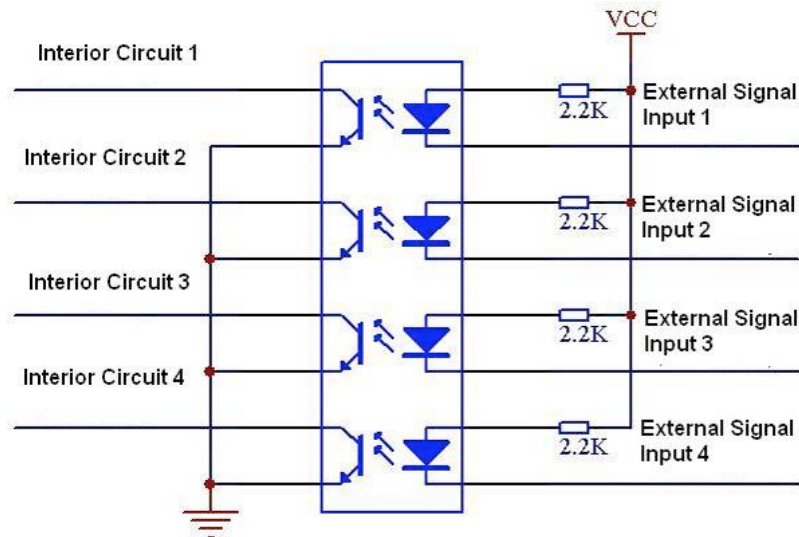 VCC
Interior Circuit 1
External Signal
Input 1
2.2K
Interior Circuit 2
External Signal
Input 2
2.2K
Interior Circuit 3
External Signal
Input 3
2.2K
Interior Circuit 4
External Signal
Input 4
2.2K